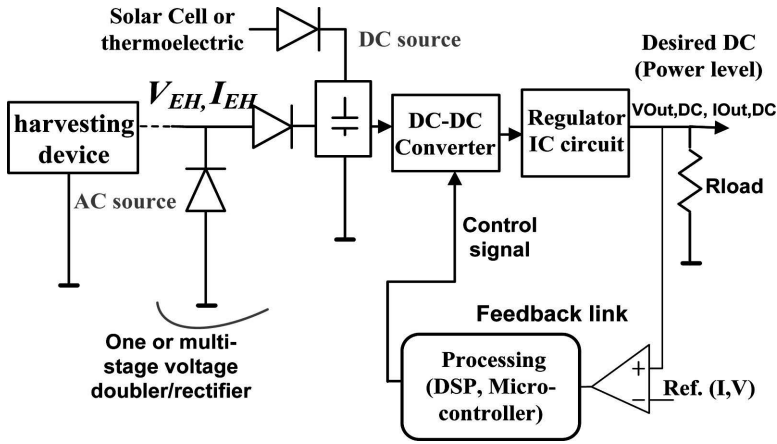 Solar Cell or
thermoelectric
DC source
Desired DC
(Power level)
V_EH, I_EH
VOut,DC, IOut,DC
harvesting
device
DC-DC
Converter
Regulator
IC circuit
AC source
Rload
Control
signal
One or multi-
stage voltage
doubler/rectifier
Feedback link
Processing
(DSP, Micro-
controller)
+
−
Ref. (I,V)